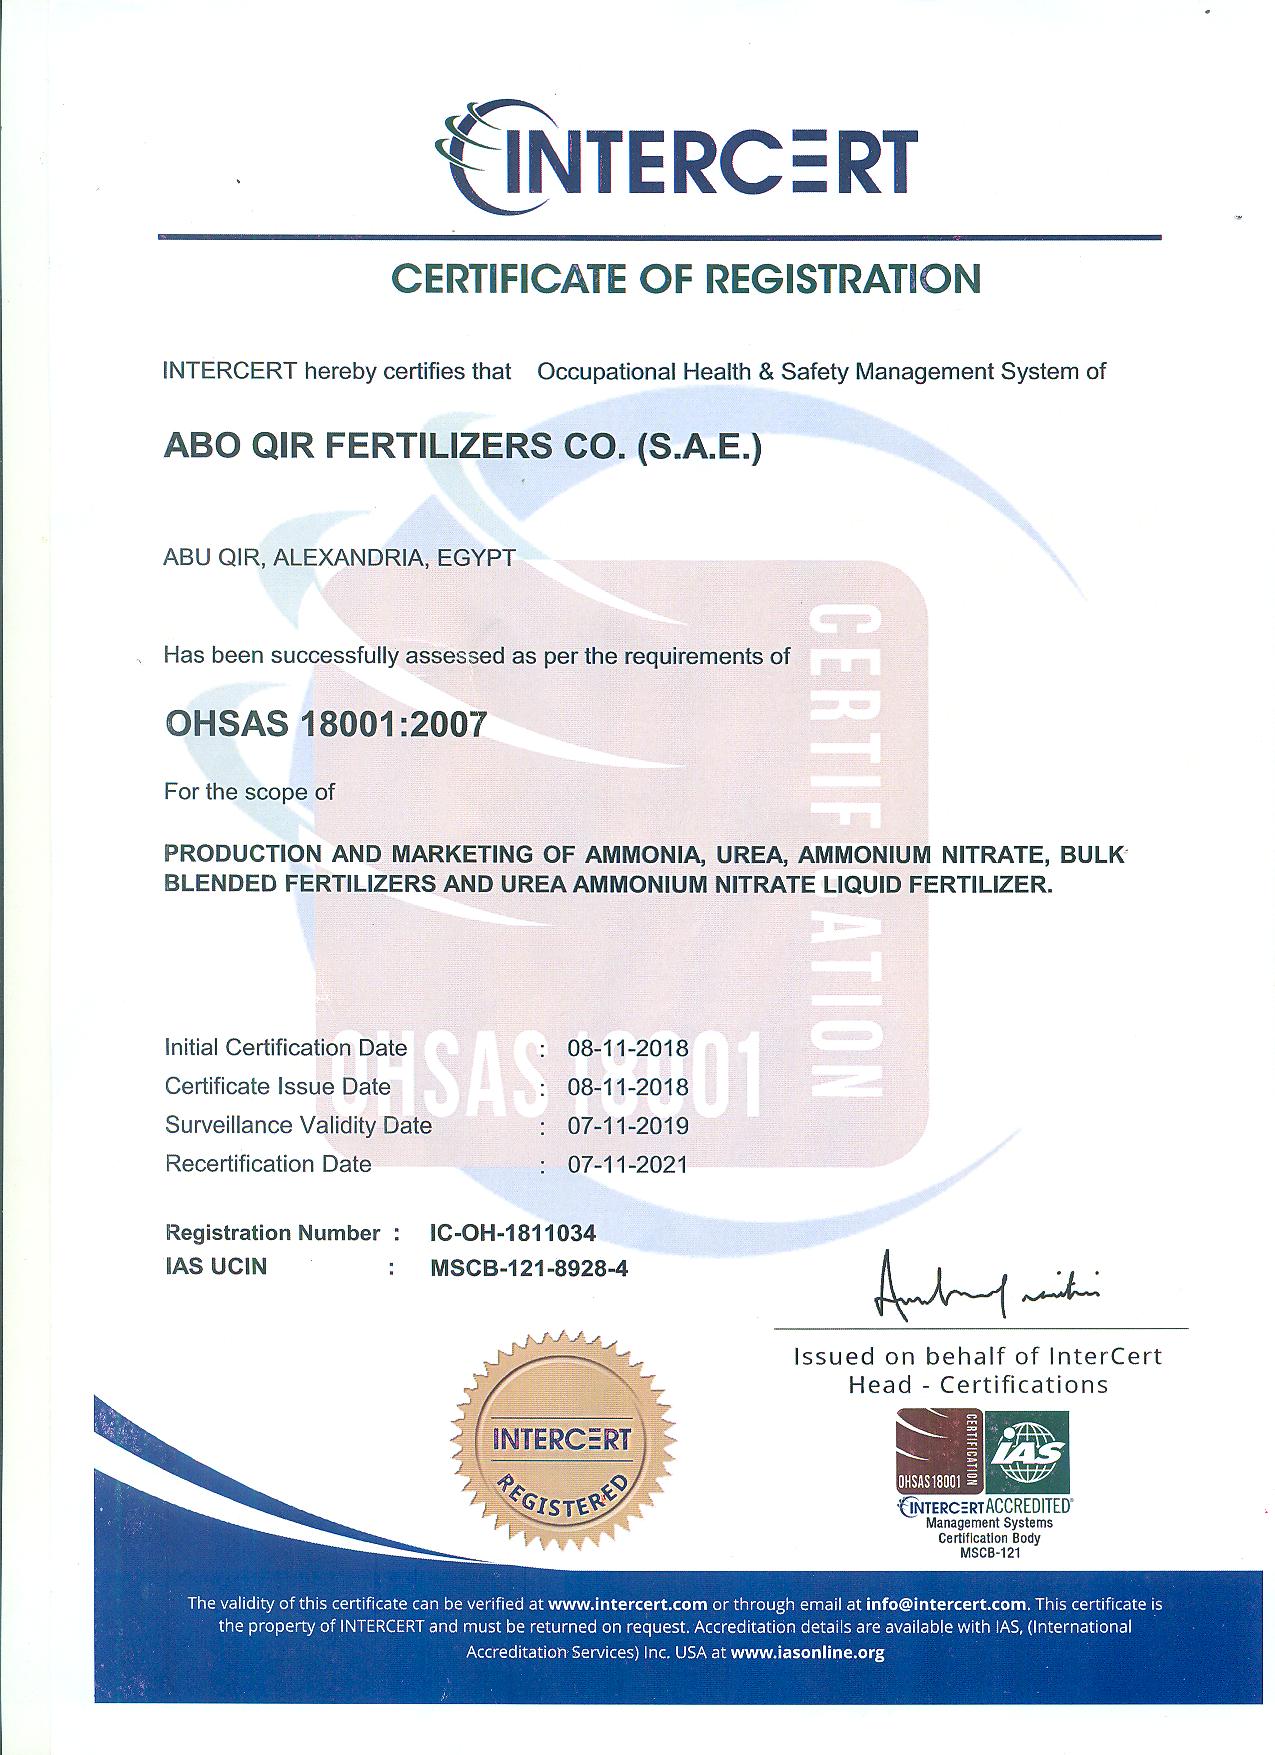 INTERCERT
CERTIFICATE OF REGISTRATION
INTERCERT hereby certifies that Occupational Health & Safety Management System of
ABO QIR FERTILIZERS CO. (S.A.E.)
ABU QIR, ALEXANDRIA, EGYPT
Has been successfully assessed as per the requirements of
OHSAS 18001:2007
For the scope of
PRODUCTION AND MARKETING OF AMMONIA, UREA, AMMONIUM NITRATE, BULK
BLENDED FERTILIZERS AND UREA AMMONIUM NITRATE LIQUID FERTILIZER.
CERTIFICATION
OHSAS 18001
Initial Certification Date : 08-11-2018
Certificate Issue Date : 08-11-2018
Surveillance Validity Date : 07-11-2019
Recertification Date : 07-11-2021
Registration Number : IC-OH-1811034
IAS UCIN : MSCB-121-8928-4
Issued on behalf of InterCert
Head - Certifications
INTERCERT
REGISTERED
CERTIFICATION
OHSAS18001
IAS
INTERCERT ACCREDITED
Management Systems
Certification Body
MSCB-121
The validity of this certificate can be verified at www.intercert.com or through email at info@intercert.com. This certificate is
the property of INTERCERT and must be returned on request. Accreditation details are available with IAS, (International
Accreditation Services) Inc. USA at www.iasonline.org